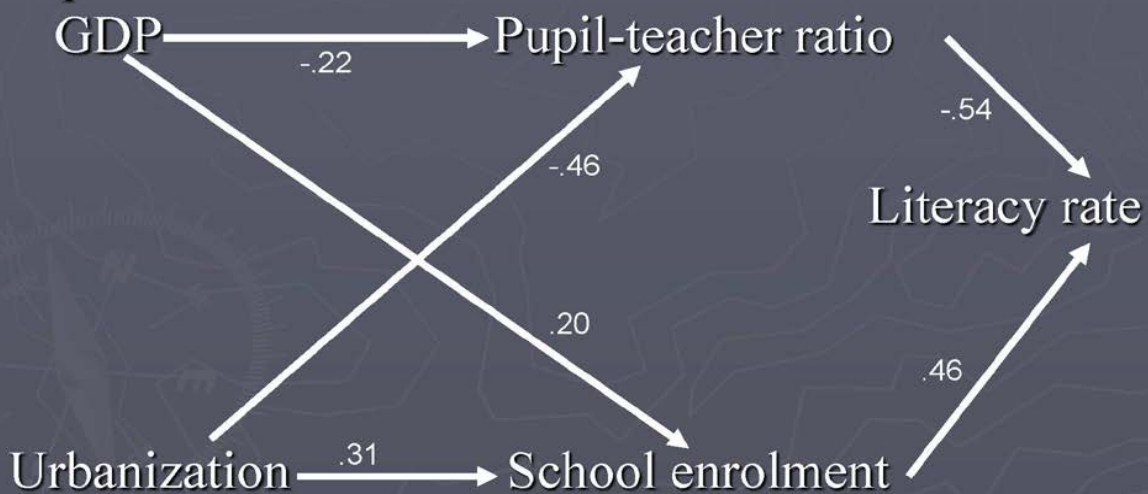 GDP
Pupil-teacher ratio
-.22
-.54
-.46
Literacy rate
.20
.46
Urbanization
.31
School enrolment